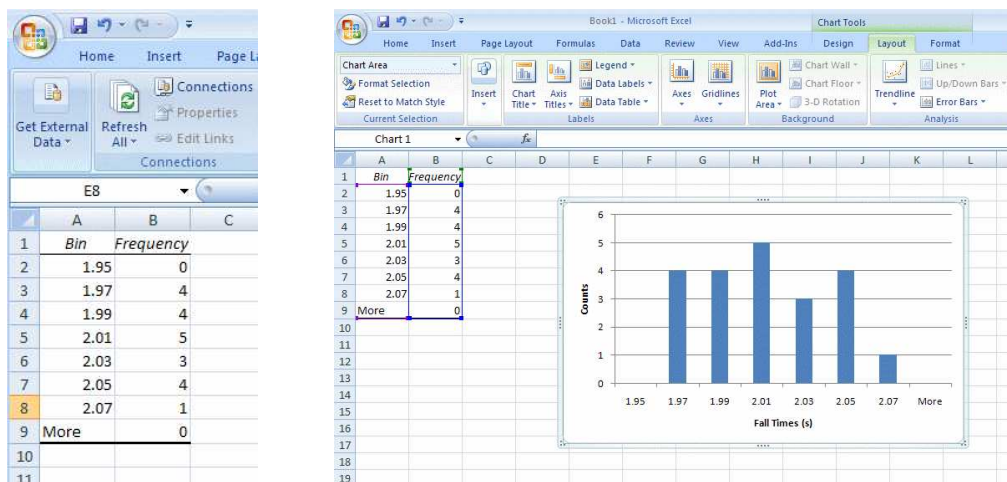 Home Insert Page L
Connections
Properties
Edit Links
Get External Data
Refresh All
Connections
E8
A B C
1 Bin Frequency
2 1.95 0
3 1.97 4
4 1.99 4
5 2.01 5
6 2.03 3
7 2.05 4
8 2.07 1
9 More 0
10
11
Book1 - Microsoft Excel Chart Tools
Home Insert Page Layout Formulas Data Review View Add-Ins Design Layout Format
Chart Area
Format Selection
Reset to Match Style
Current Selection
Insert
Chart Title
Axis Titles
Legend
Data Labels
Data Table
Labels
Axes Gridlines
Axes
Plot Area
Chart Wall
Chart Floor
3-D Rotation
Background
Trendline
Lines
Up/Down Bars
Error Bars
Analysis
Chart 1 fx
A B C D E F G H I J K L
1 Bin Frequency
2 1.95 0
3 1.97 4
4 1.99 4
5 2.01 5
6 2.03 3
7 2.05 4
8 2.07 1
9 More 0
10
11
12
13
14
15
16
17
18
19
6
5
4
3
2
1
0
Counts
1.95 1.97 1.99 2.01 2.03 2.05 2.07 More
Fall Times (s)